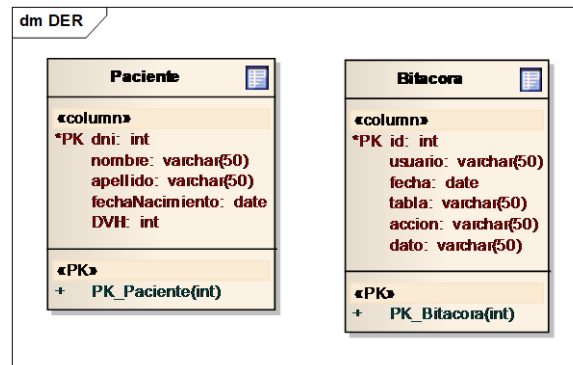 dm DER
Paciente
«column»
*PK dni: int
nombre: varchar(50)
apellido: varchar(50)
fechaNacimiento: date
DVH: int
«PK»
+ PK_Paciente(int)
Bitacora
«column»
*PK id: int
usuario: varchar(50)
fecha: date
tabla: varchar(50)
accion: varchar(50)
dato: varchar(50)
«PK»
+ PK_Bitacora(int)